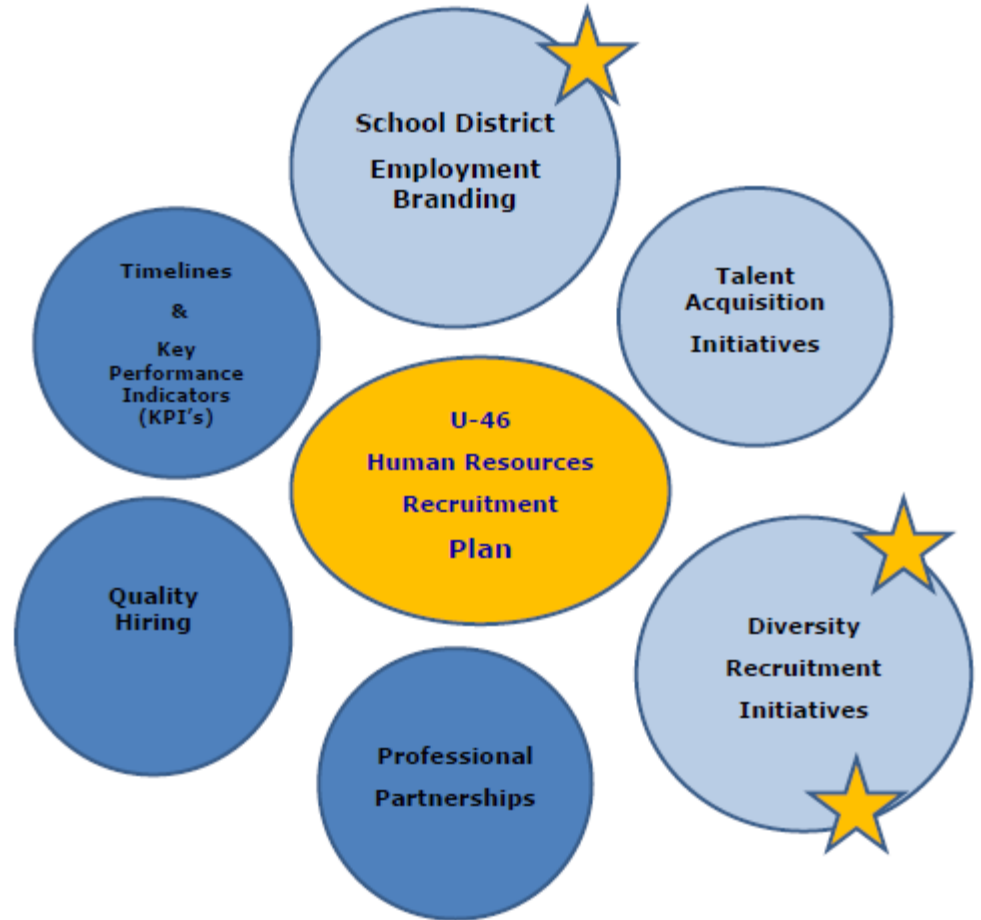 School District
Employment
Branding
Talent
Acquisition
Initiatives
Timelines
&
Key
Performance
Indicators
(KPI's)
U-46
Human Resources
Recruitment
Plan
Diversity
Recruitment
Initiatives
Quality
Hiring
Professional
Partnerships